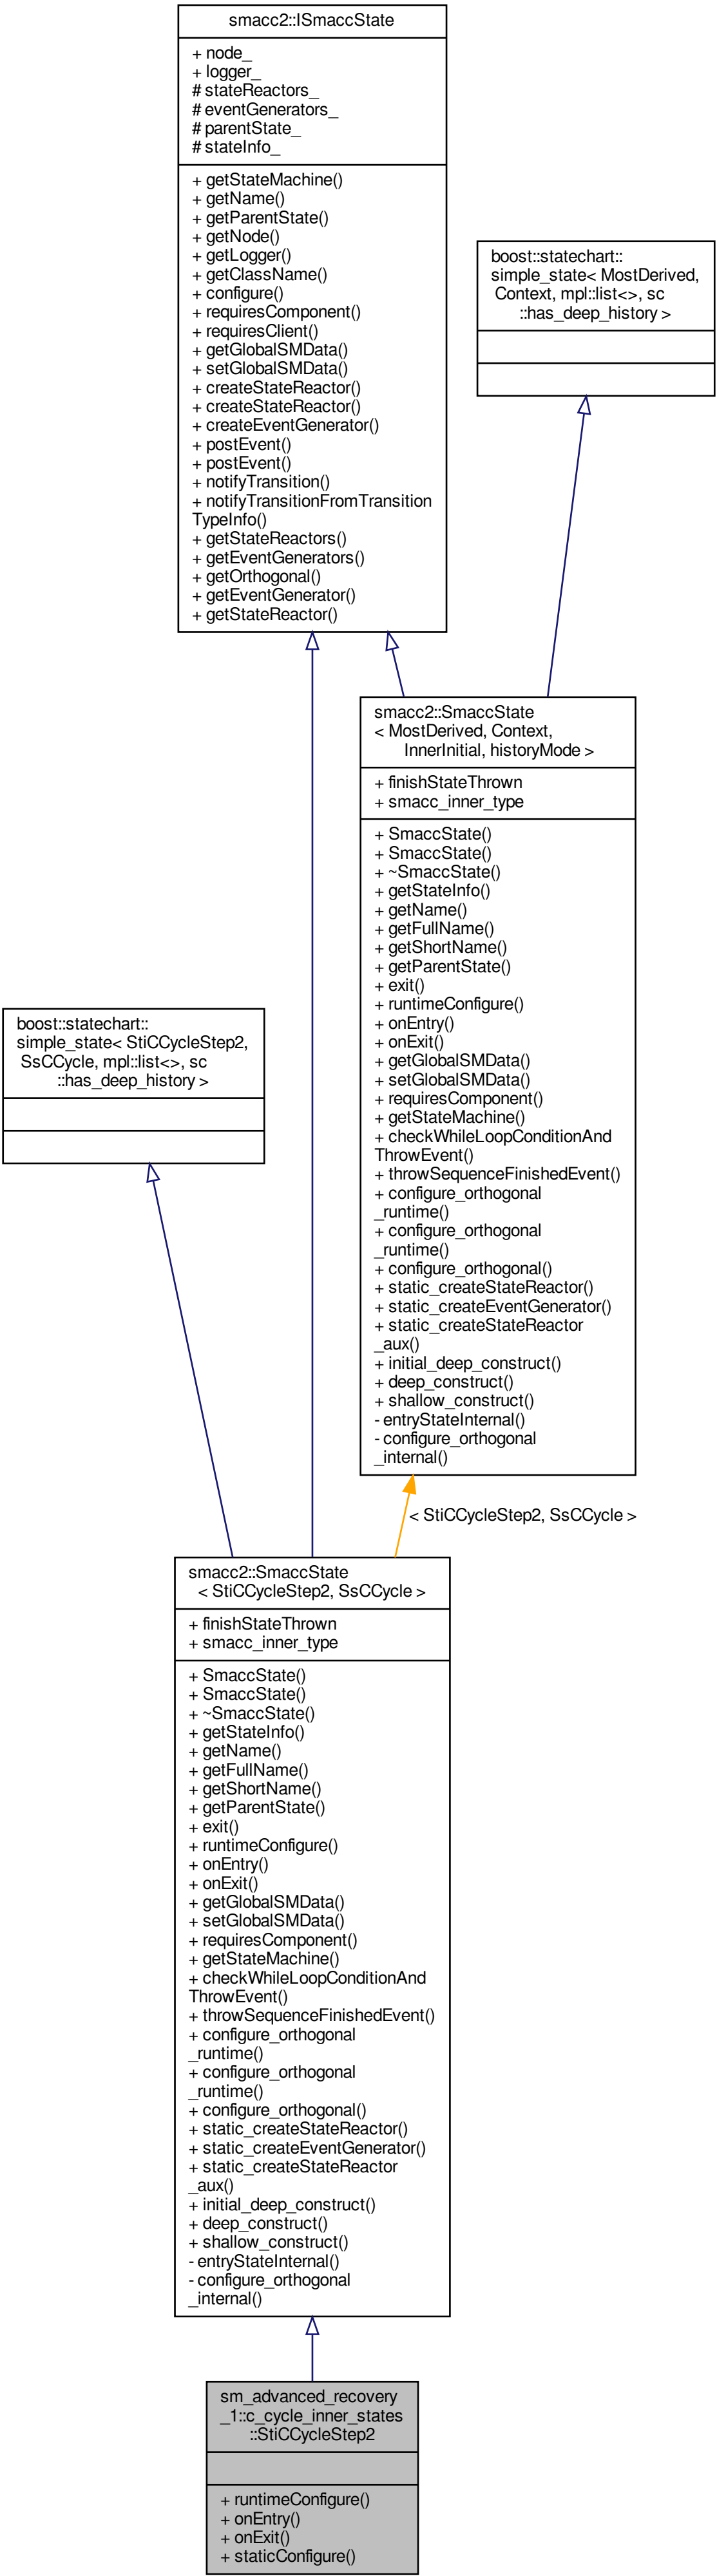 smacc2::ISmaccState
+ node_
+ logger_
# stateReactors_
# eventGenerators_
# parentState_
# stateInfo_
+ getStateMachine()
+ getName()
+ getParentState()
+ getNode()
+ getLogger()
+ getClassName()
+ configure()
+ requiresComponent()
+ requiresClient()
+ getGlobalSMData()
+ setGlobalSMData()
+ createStateReactor()
+ createStateReactor()
+ createEventGenerator()
+ postEvent()
+ postEvent()
+ notifyTransition()
+ notifyTransitionFromTransition
TypeInfo()
+ getStateReactors()
+ getEventGenerators()
+ getOrthogonal()
+ getEventGenerator()
+ getStateReactor()
boost::statechart::
simple_state< MostDerived,
Context, mpl::list<>, sc
::has_deep_history >
smacc2::SmaccState
< MostDerived, Context,
InnerInitial, historyMode >
+ finishStateThrown
+ smacc_inner_type
+ SmaccState()
+ SmaccState()
+ ~SmaccState()
+ getStateInfo()
+ getName()
+ getFullName()
+ getShortName()
+ getParentState()
+ exit()
+ runtimeConfigure()
+ onEntry()
+ onExit()
+ getGlobalSMData()
+ setGlobalSMData()
+ requiresComponent()
+ getStateMachine()
+ checkWhileLoopConditionAnd
ThrowEvent()
+ throwSequenceFinishedEvent()
+ configure_orthogonal
_runtime()
+ configure_orthogonal
_runtime()
+ configure_orthogonal()
+ static_createStateReactor()
+ static_createEventGenerator()
+ static_createStateReactor
_aux()
+ initial_deep_construct()
+ deep_construct()
+ shallow_construct()
- entryStateInternal()
- configure_orthogonal
_internal()
boost::statechart::
simple_state< StiCCycleStep2,
SsCCycle, mpl::list<>, sc
::has_deep_history >
< StiCCycleStep2, SsCCycle >
smacc2::SmaccState
< StiCCycleStep2, SsCCycle >
+ finishStateThrown
+ smacc_inner_type
+ SmaccState()
+ SmaccState()
+ ~SmaccState()
+ getStateInfo()
+ getName()
+ getFullName()
+ getShortName()
+ getParentState()
+ exit()
+ runtimeConfigure()
+ onEntry()
+ onExit()
+ getGlobalSMData()
+ setGlobalSMData()
+ requiresComponent()
+ getStateMachine()
+ checkWhileLoopConditionAnd
ThrowEvent()
+ throwSequenceFinishedEvent()
+ configure_orthogonal
_runtime()
+ configure_orthogonal
_runtime()
+ configure_orthogonal()
+ static_createStateReactor()
+ static_createEventGenerator()
+ static_createStateReactor
_aux()
+ initial_deep_construct()
+ deep_construct()
+ shallow_construct()
- entryStateInternal()
- configure_orthogonal
_internal()
sm_advanced_recovery
_1::c_cycle_inner_states
::StiCCycleStep2
+ runtimeConfigure()
+ onEntry()
+ onExit()
+ staticConfigure()